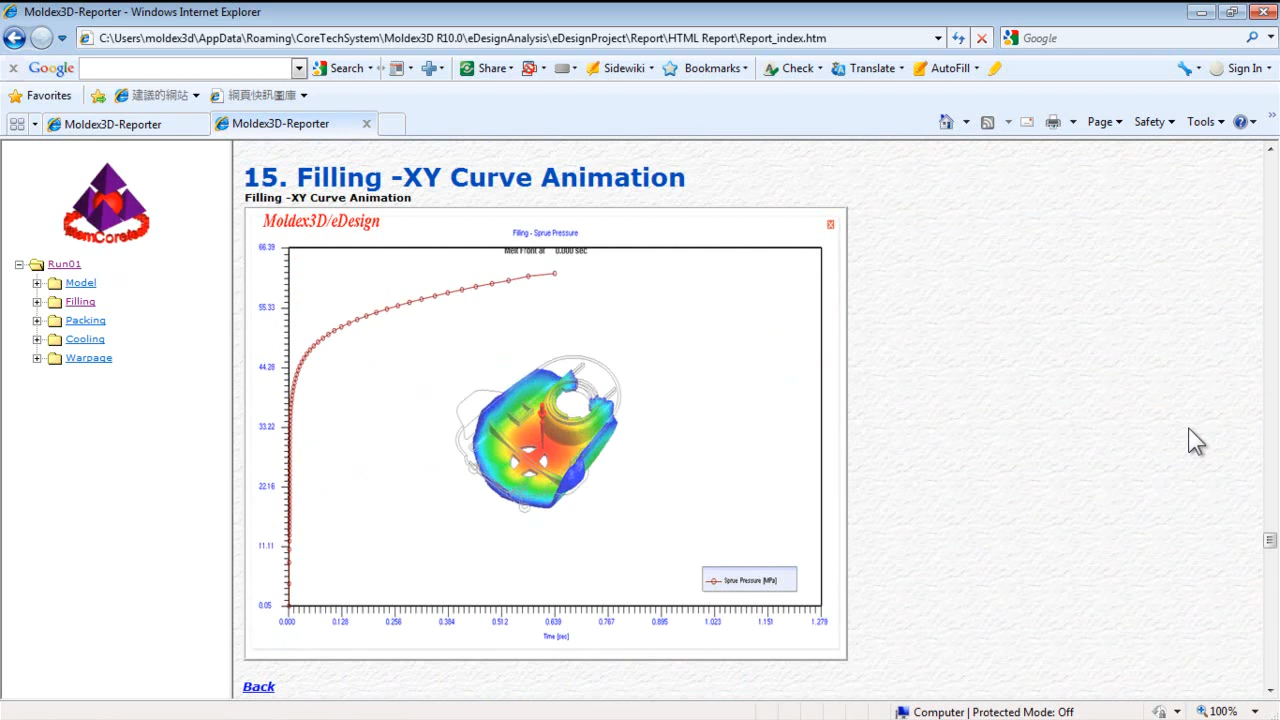 Moldex3D-Reporter - Windows Internet Explorer
C:\Users\moldex3d\AppData\Roaming\CoreTechSystem\Moldex3D R10.0\eDesignAnalysis\eDesignProject\Report\HTML Report\Report_index.htm
Google
x Google Search Share Sidewiki Bookmarks Check Translate AutoFill Sign In
Favorites 建議的網站 網頁快訊圖庫
Moldex3D-Reporter Moldex3D-Reporter Page Safety Tools
15. Filling -XY Curve Animation
Filling -XY Curve Animation
Moldex3D/eDesign
Filling - Sprue Pressure
Melt Front at 0.000 sec
66.39
55.33
44.28
33.22
22.16
11.11
0.05
0.000 0.128 0.256 0.384 0.512 0.639 0.767 0.895 1.023 1.151 1.279
Time [sec]
Sprue Pressure [MPa]
Run01
Model
Filling
Packing
Cooling
Warpage
Back
Computer | Protected Mode: Off
100%